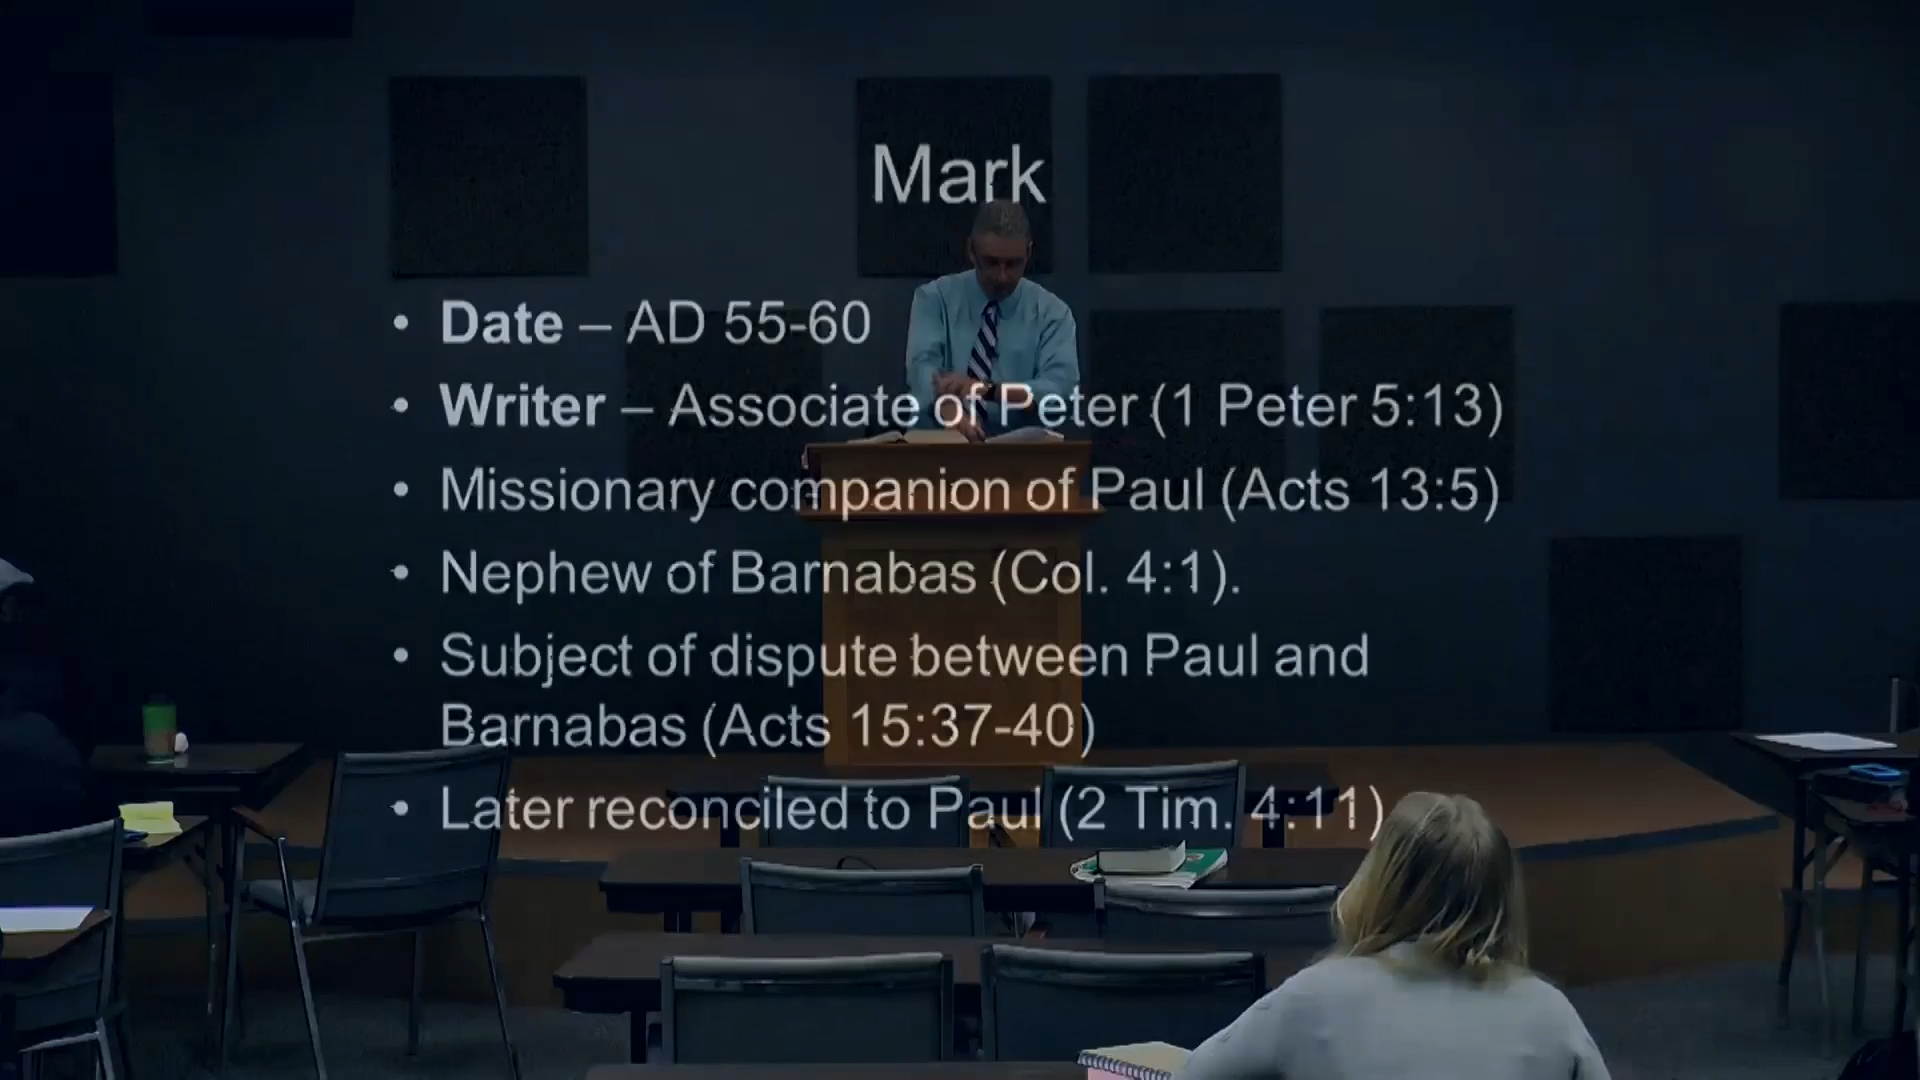 Mark
• Date – AD 55-60
• Writer – Associate of Peter (1 Peter 5:13)
• Missionary companion of Paul (Acts 13:5)
• Nephew of Barnabas (Col. 4:1).
• Subject of dispute between Paul and
Barnabas (Acts 15:37-40)
• Later reconciled to Paul (2 Tim. 4:11)